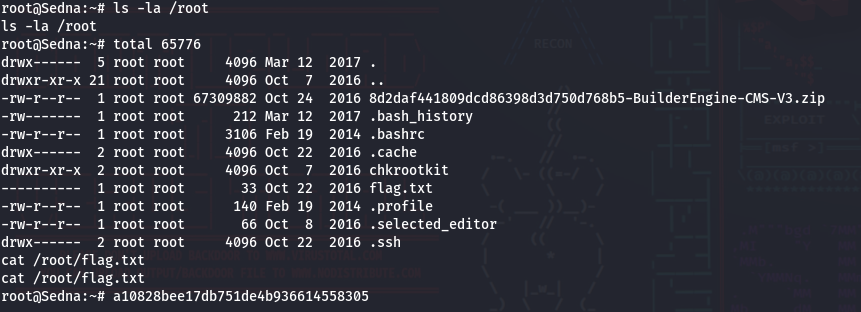 root@Sedna:~# ls -la /root
ls -la /root
root@Sedna:~# total 65776
drwx------  5 root root     4096 Mar 12  2017 .
drwxr-xr-x 21 root root     4096 Oct  7  2016 ..
-rw-r--r--  1 root root 67309882 Oct 24  2016 8d2daf441809dcd86398d3d750d768b5-BuilderEngine-CMS-V3.zip
-rw-------  1 root root      212 Mar 12  2017 .bash_history
-rw-r--r--  1 root root     3106 Feb 19  2014 .bashrc
drwx------  2 root root     4096 Oct 22  2016 .cache
drwxr-xr-x  2 root root     4096 Oct  7  2016 chkrootkit
----------  1 root root       33 Oct 22  2016 flag.txt
-rw-r--r--  1 root root      140 Feb 19  2014 .profile
-rw-r--r--  1 root root       66 Oct  8  2016 .selected_editor
drwx------  2 root root     4096 Oct 22  2016 .ssh
cat /root/flag.txt
cat /root/flag.txt
root@Sedna:~# a10828bee17db751de4b936614558305
RECON
EXPLOIT